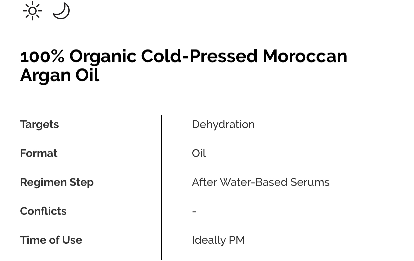 100% Organic Cold-Pressed Moroccan
Argan Oil
Targets Dehydration
Format Oil
Regimen Step After Water-Based Serums
Conflicts -
Time of Use Ideally PM